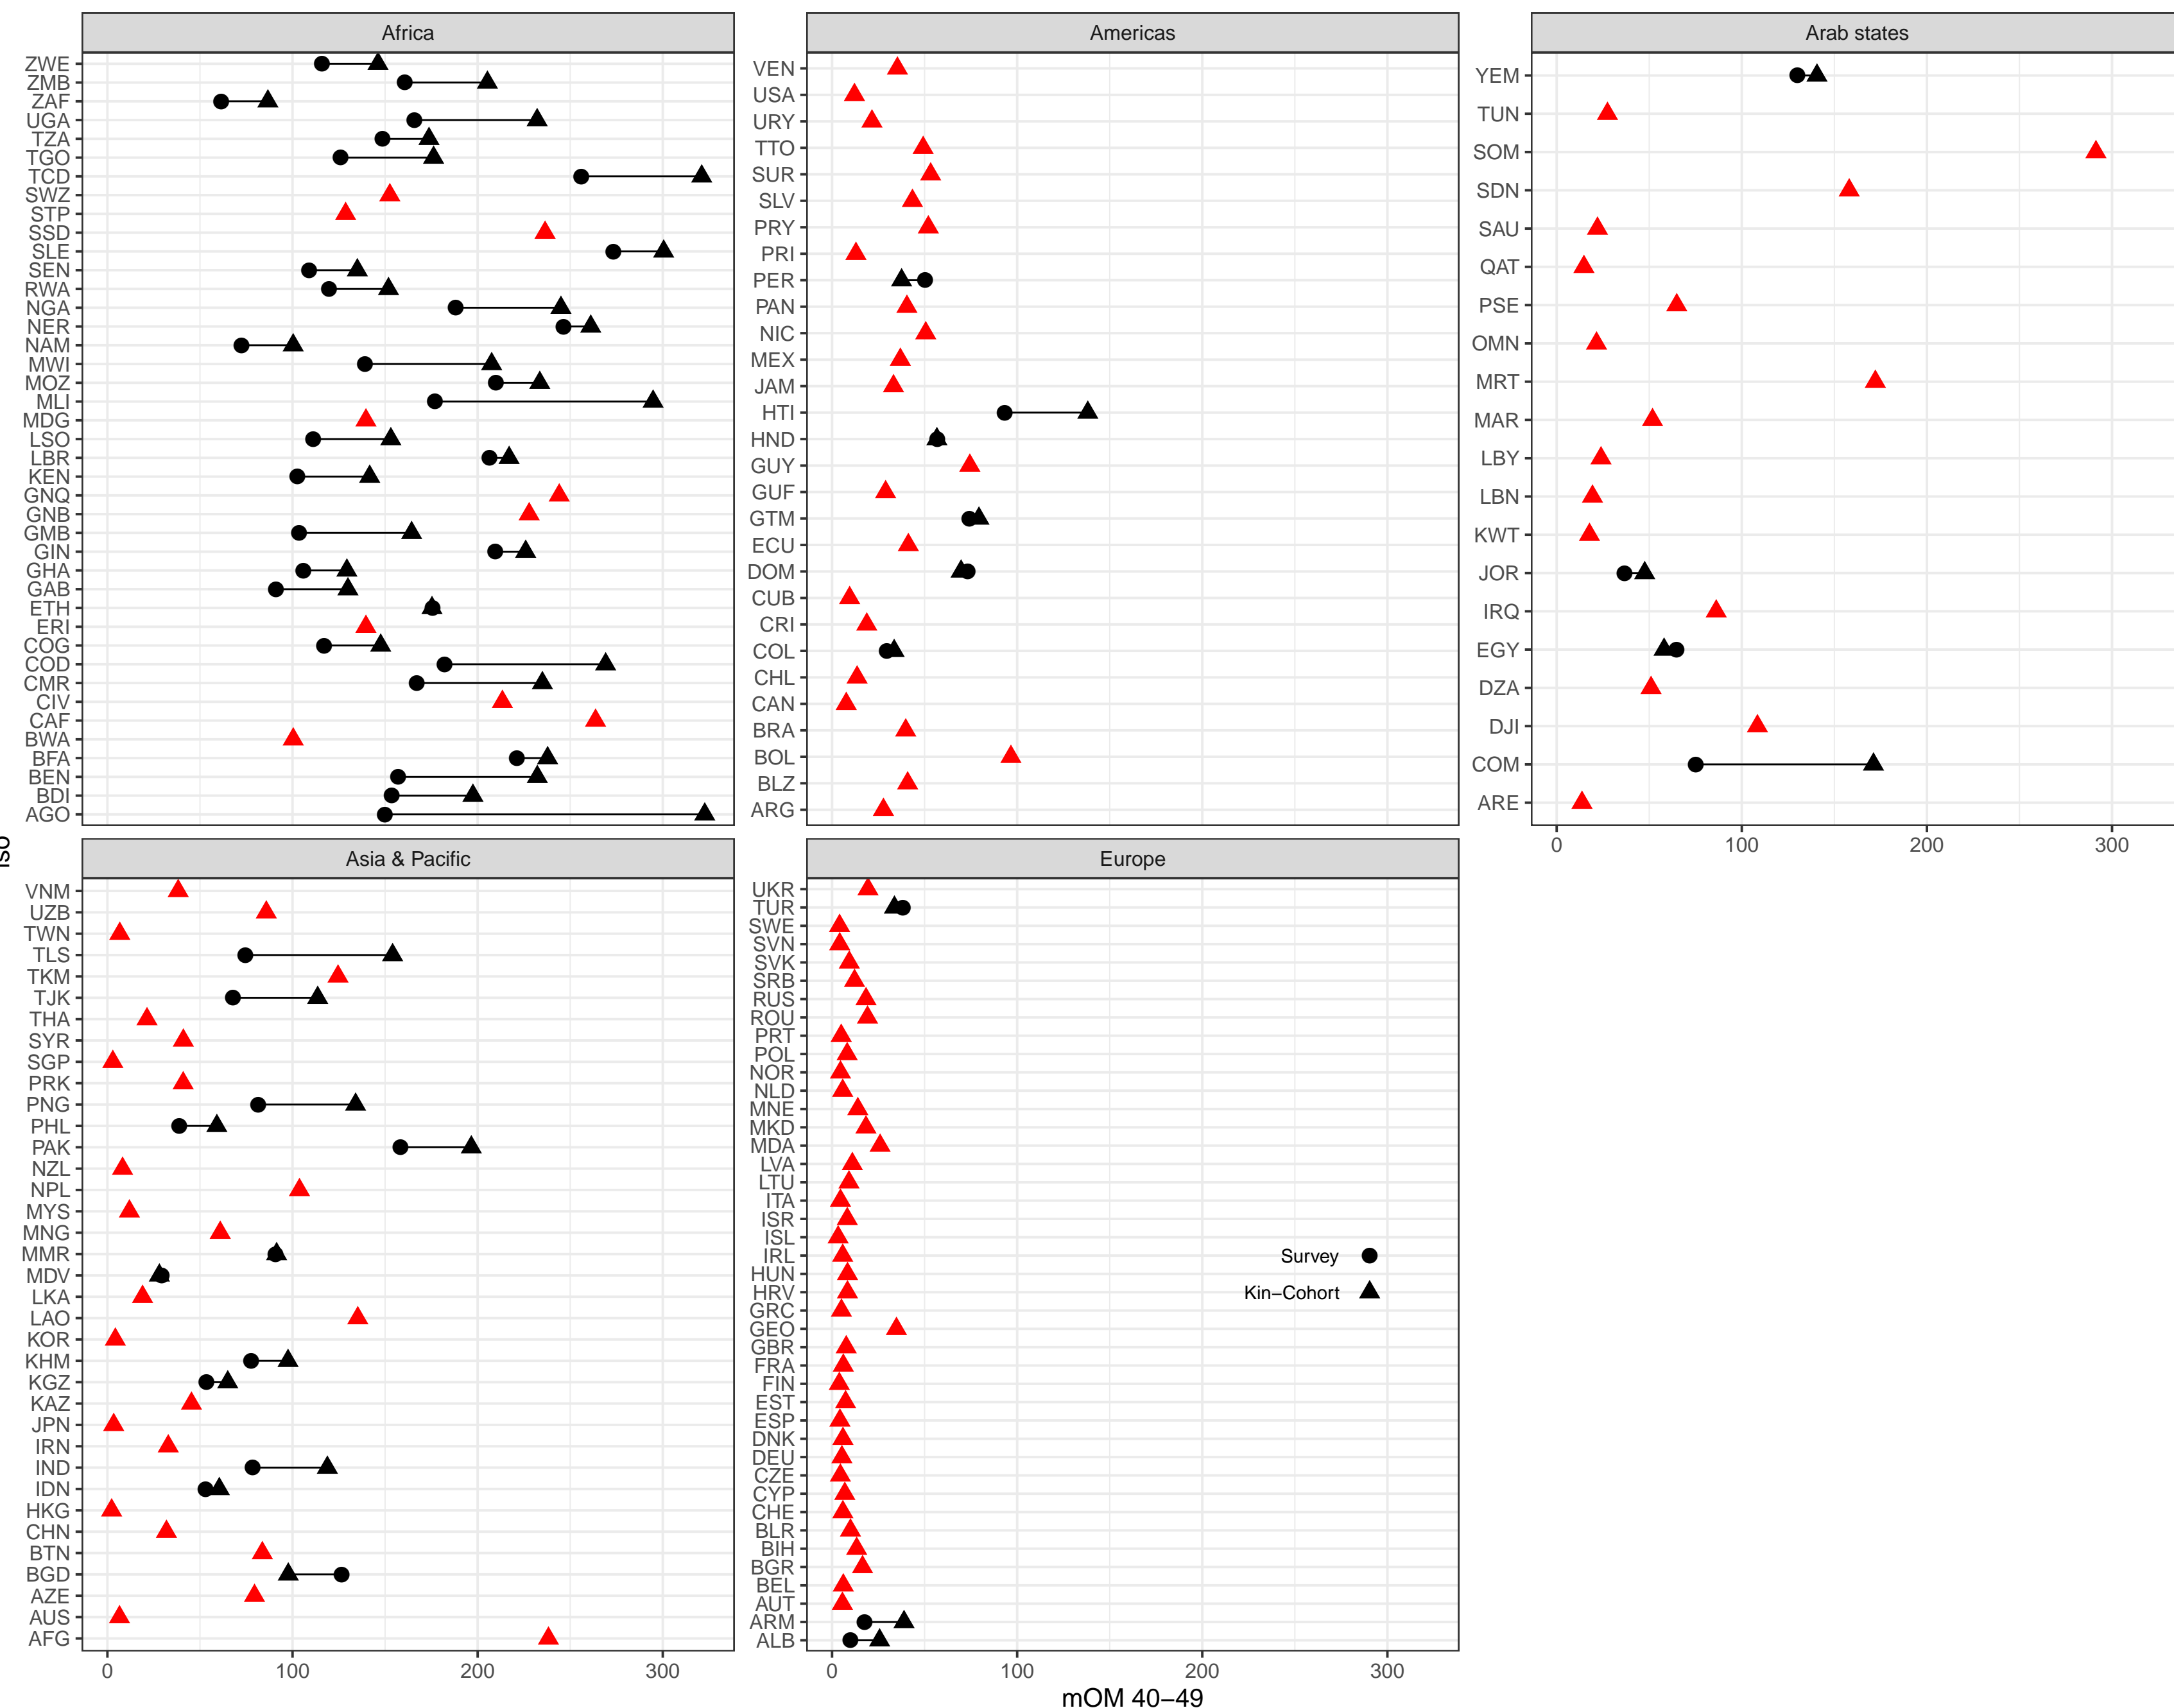 Africa
ZWE
ZMB
ZAF
UGA
TZA
TGO
TCD
SWZ
STP
SSD
SLE
SEN
RWA
NGA
NER
NAM
MWI
MOZ
MLI
MDG
LSO
LBR
KEN
GNQ
GNB
GMB
GIN
GHA
GAB
ETH
ERI
COG
COD
CMR
CIV
CAF
BWA
BFA
BEN
BDI
AGO
Americas
VEN
USA
URY
TTO
SUR
SLV
PRY
PRI
PER
PAN
NIC
MEX
JAM
HTI
HND
GUY
GUF
GTM
ECU
DOM
CUB
CRI
COL
CHL
CAN
BRA
BOL
BLZ
ARG
Arab states
YEM
TUN
SOM
SDN
SAU
QAT
PSE
OMN
MRT
MAR
LBY
LBN
KWT
JOR
IRQ
EGY
DZA
DJI
COM
ARE
0 100 200 300
iso
Asia & Pacific
VNM
UZB
TWN
TLS
TKM
TJK
THA
SYR
SGP
PRK
PNG
PHL
PAK
NZL
NPL
MYS
MNG
MMR
MDV
LKA
LAO
KOR
KHM
KGZ
KAZ
JPN
IRN
IND
IDN
HKG
CHN
BTN
BGD
AZE
AUS
AFG
0 100 200 300
Europe
UKR
TUR
SWE
SVN
SVK
SRB
RUS
ROU
PRT
POL
NOR
NLD
MNE
MKD
MDA
LVA
LTU
ITA
ISR
ISL
IRL
HUN
HRV
GRC
GEO
GBR
FRA
FIN
EST
ESP
DNK
DEU
CZE
CYP
CHE
BLR
BIH
BGR
BEL
AUT
ARM
ALB
Survey
Kin−Cohort
0 100 200 300
mOM 40−49